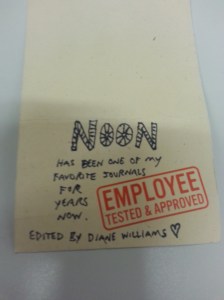 NOON
HAS BEEN ONE OF MY
FAVORITE JOURNALS
FOR
YEARS
NOW.
EMPLOYEE
TESTED & APPROVED
EDITED BY DIANE WILLIAMS ♡